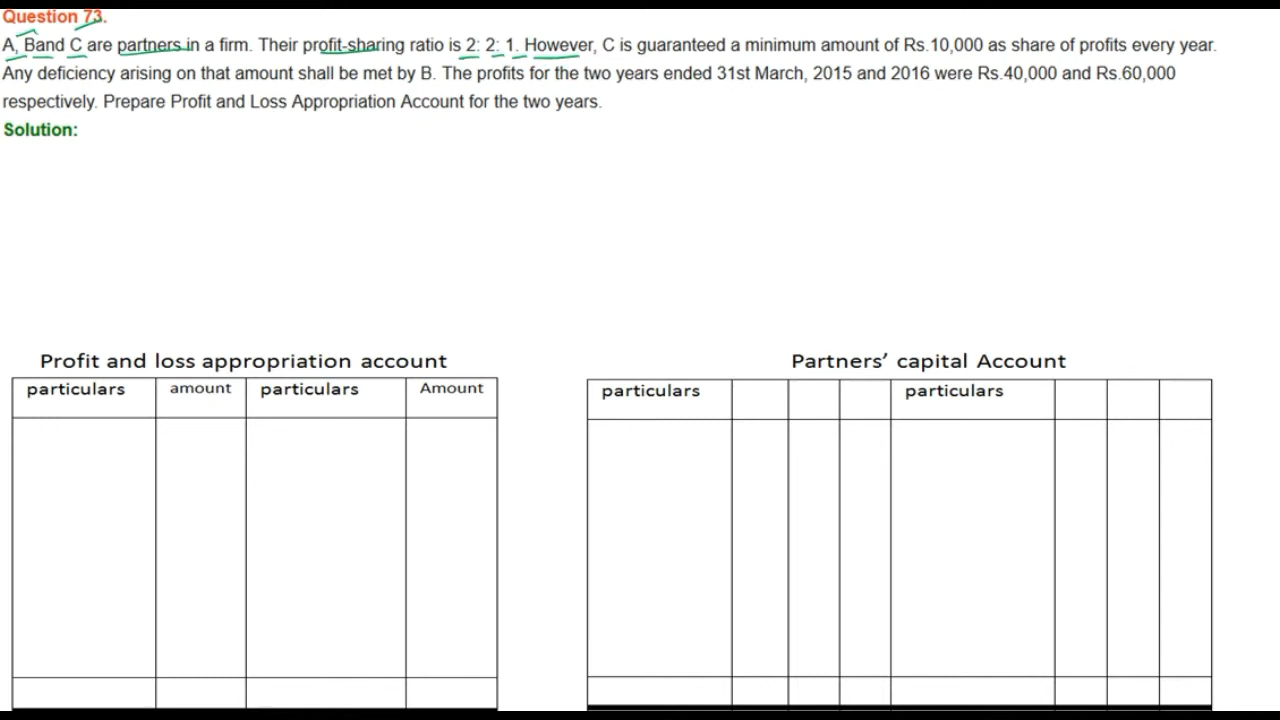 Question 73.
A, Band C are partners in a firm. Their profit-sharing ratio is 2: 2: 1. However, C is guaranteed a minimum amount of Rs.10,000 as share of profits every year.
Any deficiency arising on that amount shall be met by B. The profits for the two years ended 31st March, 2015 and 2016 were Rs.40,000 and Rs.60,000
respectively. Prepare Profit and Loss Appropriation Account for the two years.
Solution:
Profit and loss appropriation account
particulars amount particulars Amount
Partners’ capital Account
particulars particulars